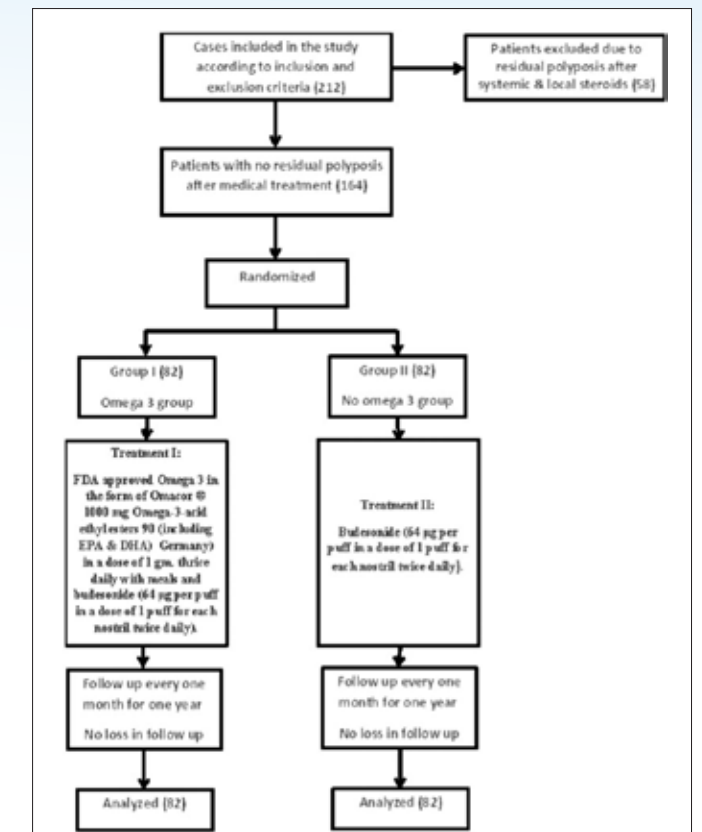 Cases included in the study
according to inclusion and
exclusion criteria (212)
Patients excluded due to
residual polyposis after
systemic & local steroids (58)
Patients with no residual polyposis
after medical treatment (164)
Randomized
Group I (82)
Omega 3 group
Group II (82)
No omega 3 group
Treatment I:
FDA approved Omega 3 in
the form of Omacor ®
1000 mg Omega-3-acid
ethylesters 90 (including
EPA & DHA) Germany)
in a dose of 1 gm. thrice
daily with meals and
budesonide (64 µg per puff
in a dose of 1 puff for each
nostril twice daily).
Treatment II:
Budesonide (64 µg per
puff in a dose of 1 puff for
each nostril twice daily).
Follow up every one
month for one year
No loss in follow up
Follow up every one
month for one year
No loss in follow up
Analyzed (82)
Analyzed (82)